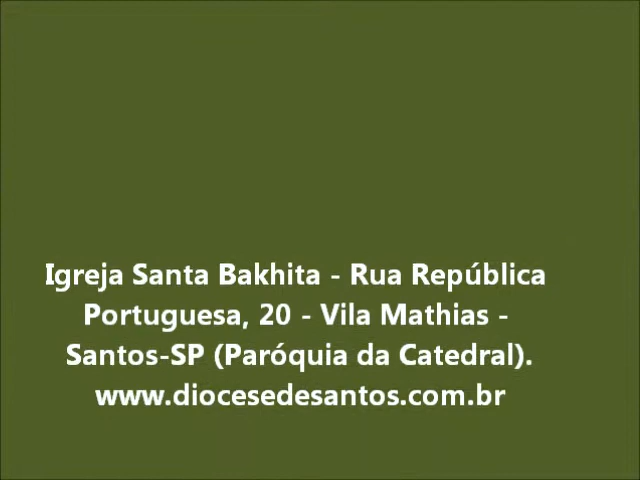 Igreja Santa Bakhita - Rua República
Portuguesa, 20 - Vila Mathias -
Santos-SP (Paróquia da Catedral).
www.diocesedesantos.com.br